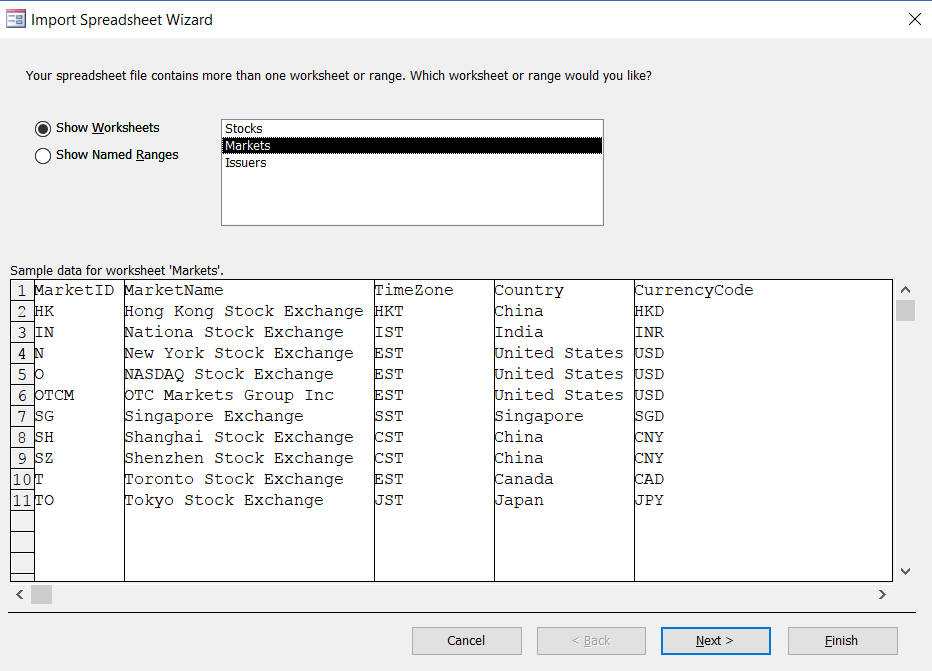 Import Spreadsheet Wizard
Your spreadsheet file contains more than one worksheet or range. Which worksheet or range would you like?
Show Worksheets
Show Named Ranges
Stocks
Markets
Issuers
Sample data for worksheet 'Markets'.
1 MarketID MarketName TimeZone Country CurrencyCode
2 HK Hong Kong Stock Exchange HKT China HKD
3 IN Nationa Stock Exchange IST India INR
4 N New York Stock Exchange EST United States USD
5 O NASDAQ Stock Exchange EST United States USD
6 OTCM OTC Markets Group Inc EST United States USD
7 SG Singapore Exchange SST Singapore SGD
8 SH Shanghai Stock Exchange CST China CNY
9 SZ Shenzhen Stock Exchange CST China CNY
10 T Toronto Stock Exchange EST Canada CAD
11 TO Tokyo Stock Exchange JST Japan JPY
Cancel < Back Next > Finish